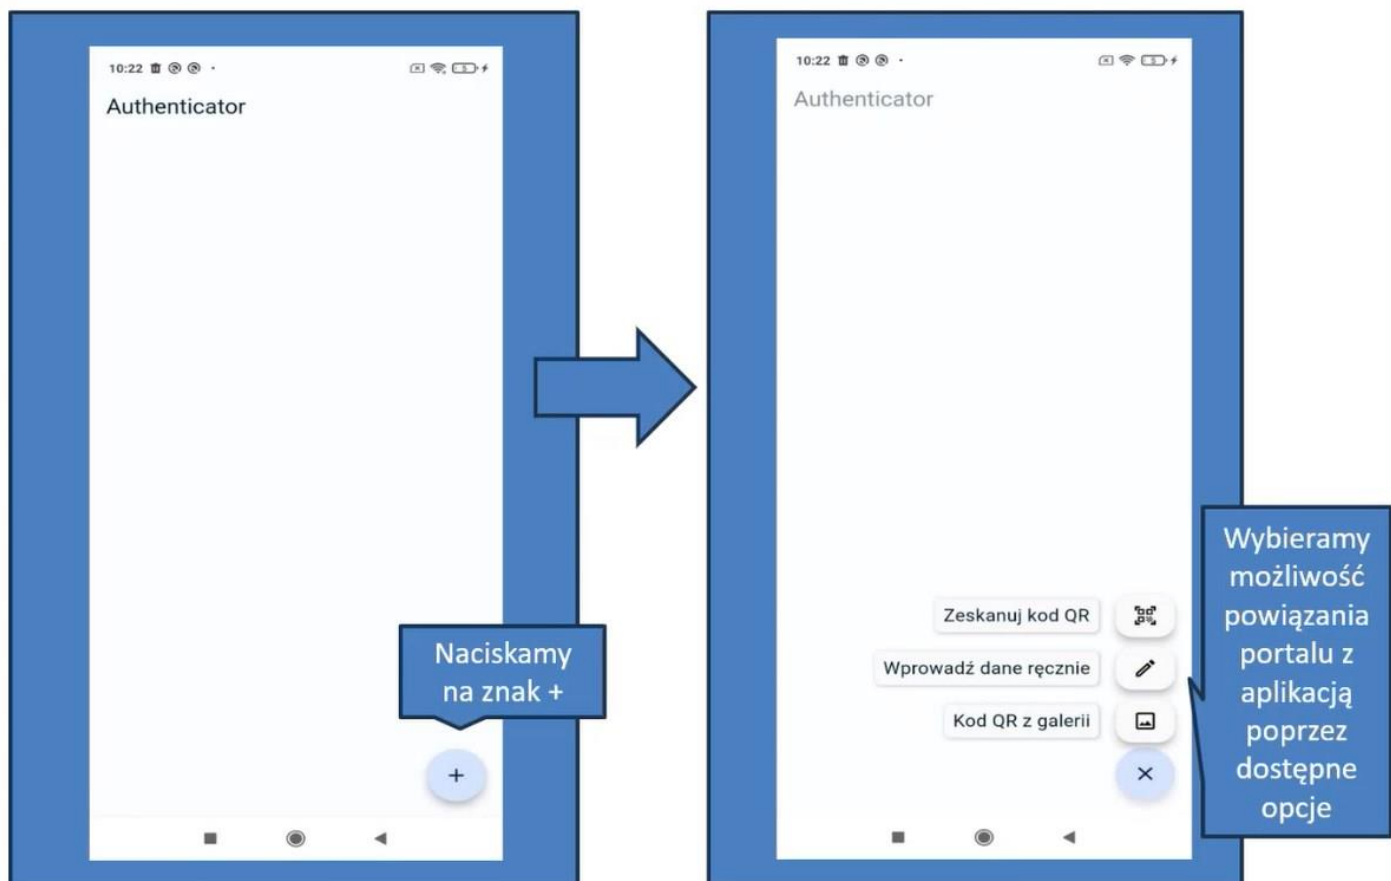 10:22
Authenticator
Naciskamy
na znak +
10:22
Authenticator
Zeskanuj kod QR
Wprowadź dane ręcznie
Kod QR z galerii
Wybieramy
możliwość
powiązania
portalu z
aplikacją
poprzez
dostępne
opcje